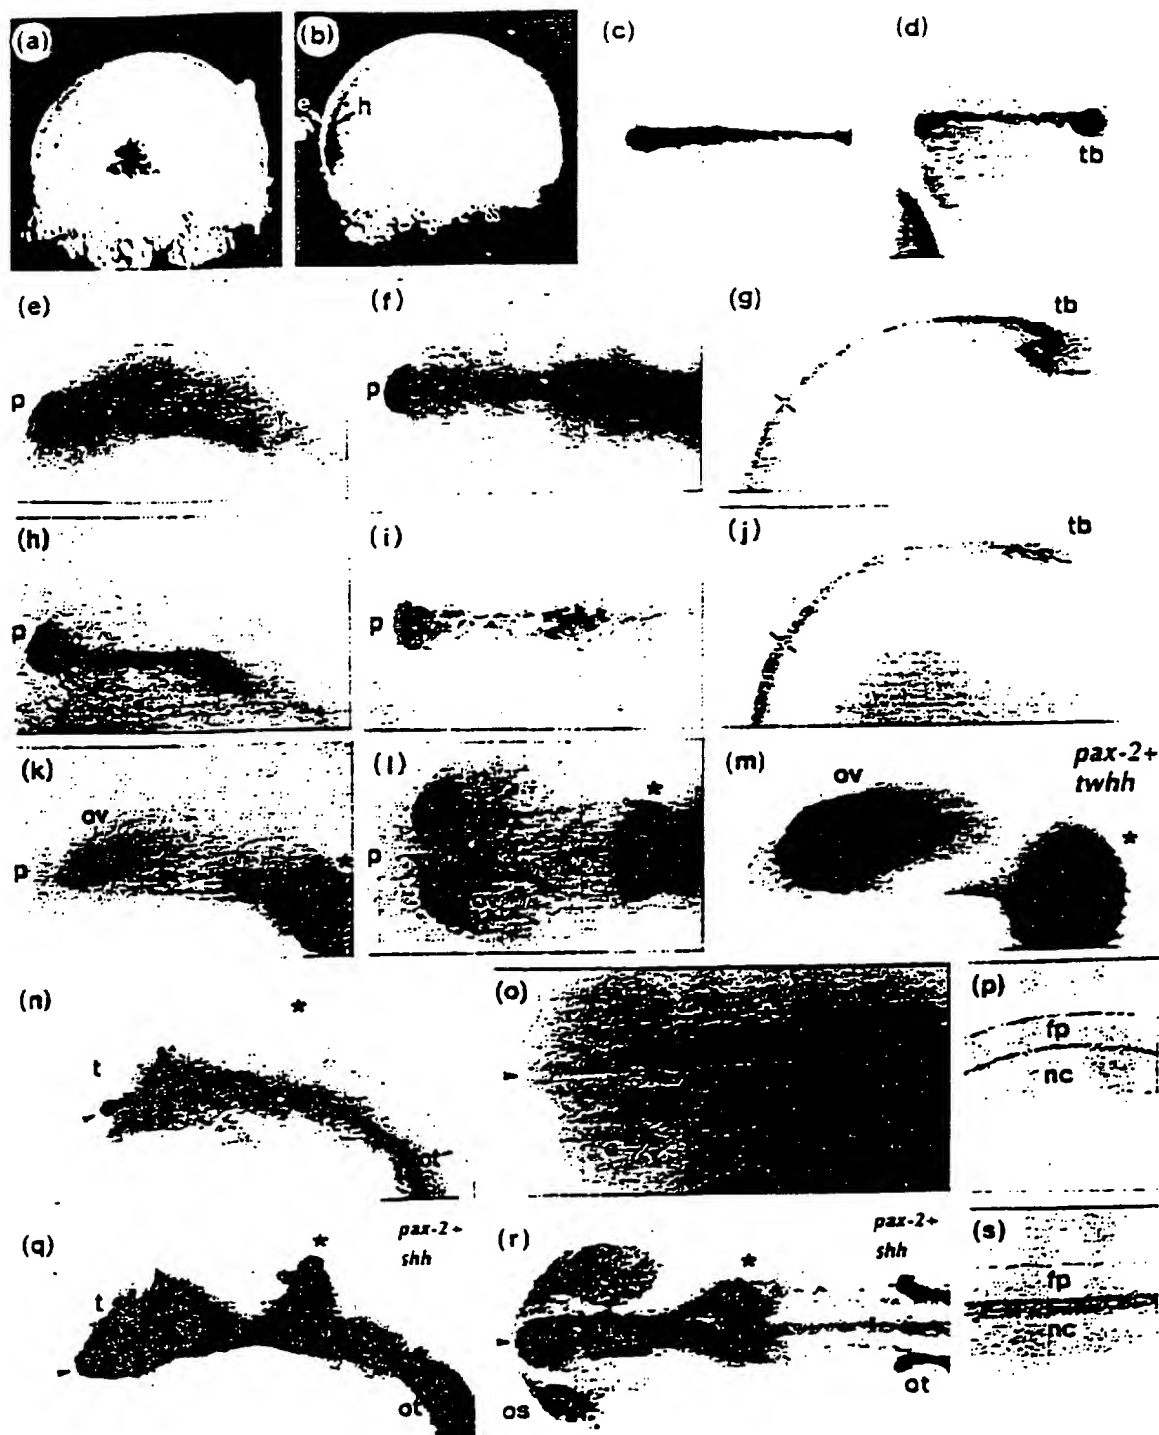 (a)
(b)
(c)
(d)
e
h
tb
(e)
(f)
(g)
tb
p
p
(h)
(i)
(j)
tb
p
p
(k)
(l)
(m)
pax-2+
twhh
ov
ov
*
*
*
p
p
(n)
(o)
(p)
*
t
fp
nc
ot
(q)
pax-2+
shh
(r)
pax-2+
shh
(s)
*
*
t
fp
nc
ot
os
ot